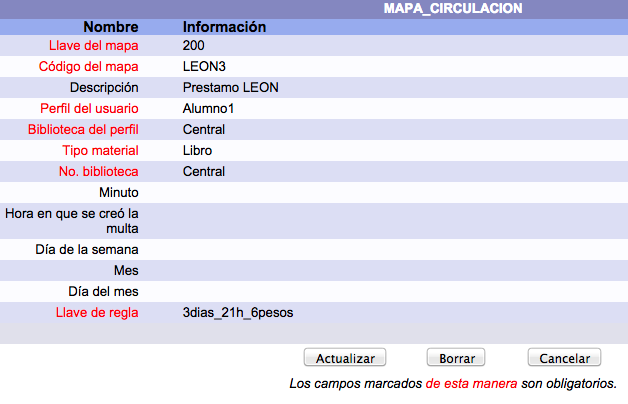 MAPA_CIRCULACION
Nombre Información
Llave del mapa 200
Código del mapa LEON3
Descripción Prestamo LEON
Perfil del usuario Alumno1
Biblioteca del perfil Central
Tipo material Libro
No. biblioteca Central
Minuto
Hora en que se creó la
multa
Día de la semana
Mes
Día del mes
Llave de regla 3dias_21h_6pesos
Actualizar Borrar Cancelar
Los campos marcados de esta manera son obligatorios.